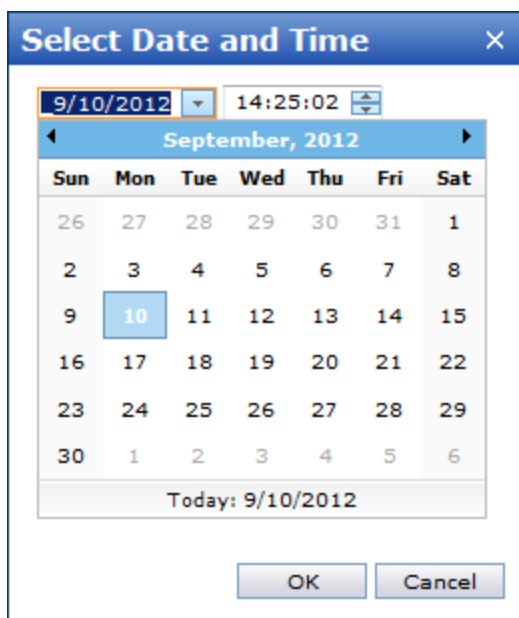 Select Date and Time ×
_9/10/2012 14:25:02
September, 2012
Sun Mon Tue Wed Thu Fri Sat
26 27 28 29 30 31 1
2 3 4 5 6 7 8
9 10 11 12 13 14 15
16 17 18 19 20 21 22
23 24 25 26 27 28 29
30 1 2 3 4 5 6
Today: 9/10/2012
OK Cancel